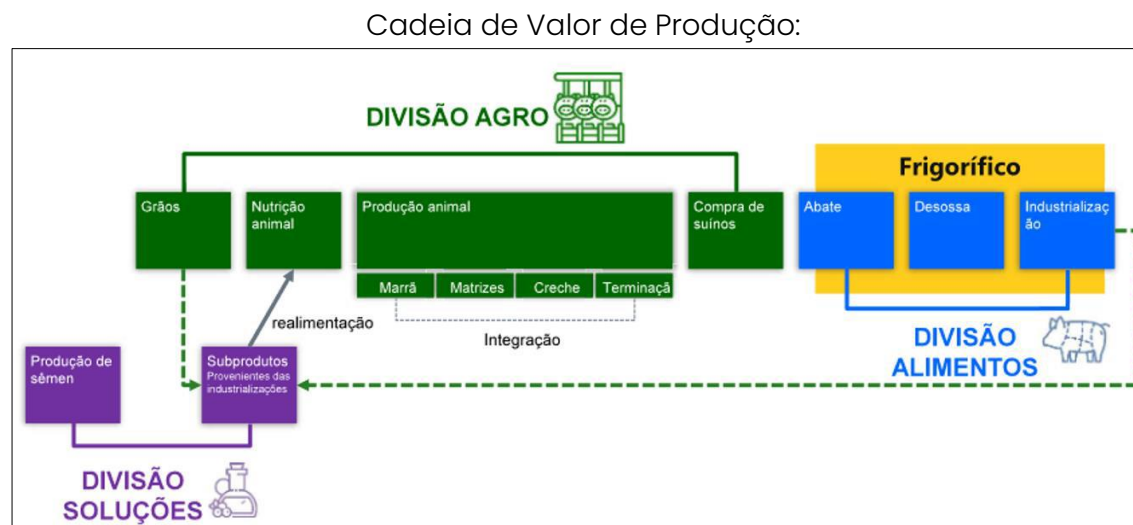 Cadeia de Valor de Produção:
DIVISÃO AGRO
Frigorífico
Grãos
Nutrição
animal
Produção animal
Compra de
suínos
Abate
Desossa
Industrializaç
ão
Marrã
Matrizes
Creche
Terminaçã
realimentação
Integração
Produção de
sêmen
Subprodutos
Provenientes das
industrializações
DIVISÃO
ALIMENTOS
DIVISÃO
SOLUÇÕES